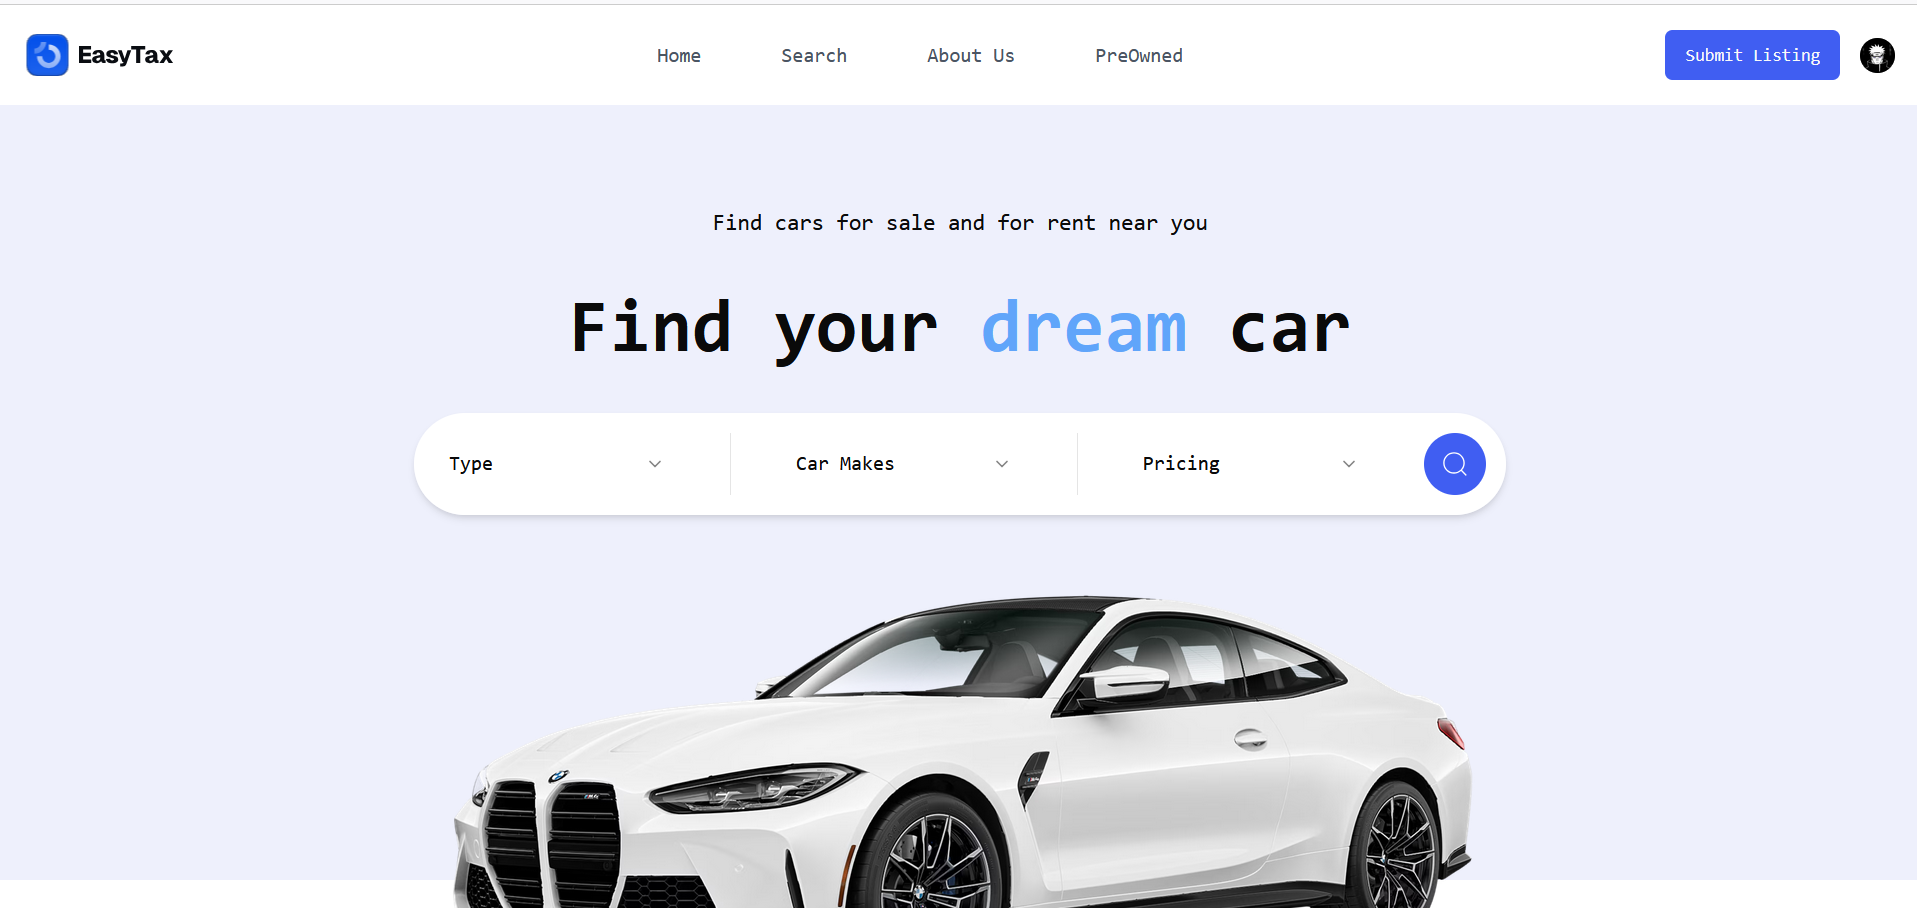 EasyTax
Home Search About Us PreOwned
Submit Listing
Find cars for sale and for rent near you
Find your dream car
Type Car Makes Pricing